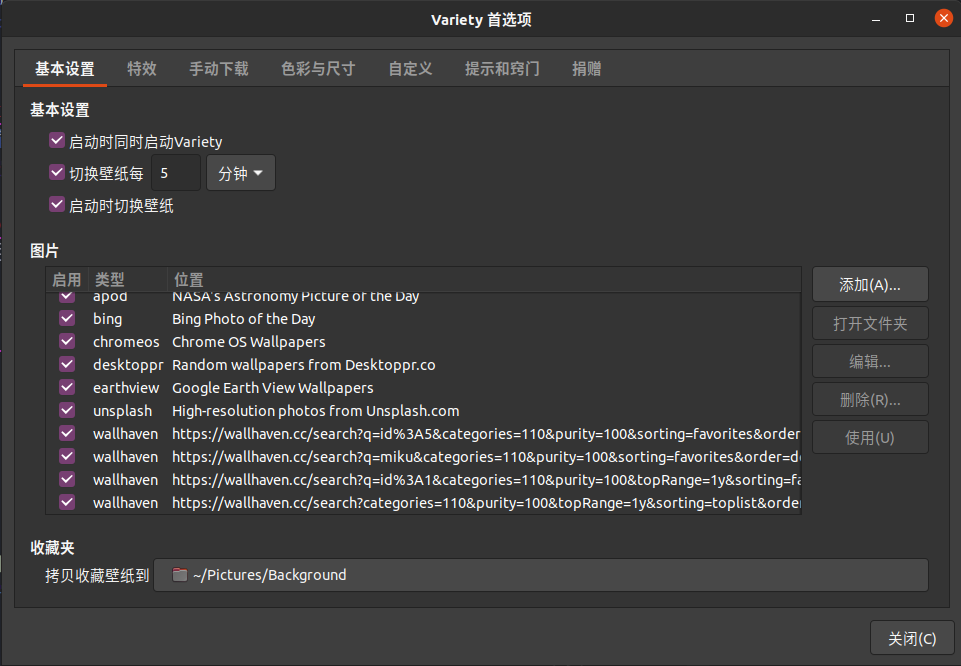 Variety 首选项
基本设置 特效 手动下载 色彩与尺寸 自定义 提示和窍门 捐赠
基本设置
启动时同时启动Variety
切换壁纸每 5 分钟
启动时切换壁纸
图片
启用 类型 位置
添加(A)...
apod NASA's Astronomy Picture of the Day
bing Bing Photo of the Day
打开文件夹
chromeos Chrome OS Wallpapers
desktoppr Random wallpapers from Desktoppr.co
编辑...
earthview Google Earth View Wallpapers
删除(R)...
unsplash High-resolution photos from Unsplash.com
wallhaven https://wallhaven.cc/search?q=id%3A5&categories=110&purity=100&sorting=favorites&order
使用(U)
wallhaven https://wallhaven.cc/search?q=miku&categories=110&purity=100&sorting=favorites&order=de
wallhaven https://wallhaven.cc/search?q=id%3A1&categories=110&purity=100&topRange=1y&sorting=fa
wallhaven https://wallhaven.cc/search?categories=110&purity=100&topRange=1y&sorting=toplist&orde
收藏夹
拷贝收藏壁纸到 ~/Pictures/Background
关闭(C)